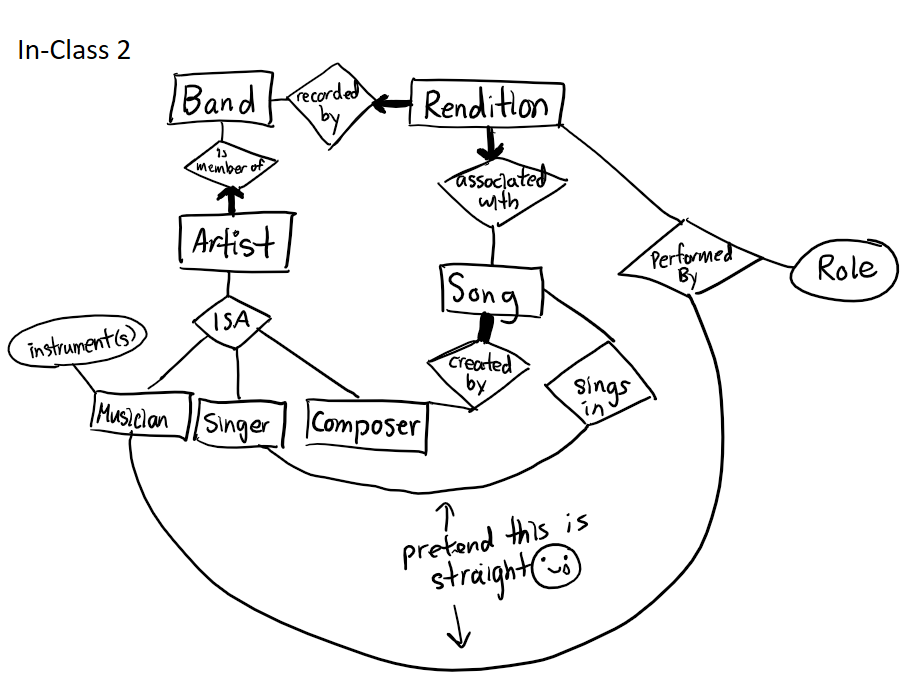 In-Class 2
Band
recorded
by
Rendition
is
member of
associated
with
Artist
Performed
By
Role
Song
ISA
instrument(s)
created
by
sings
in
Musician
Singer
Composer
pretend this is
straight